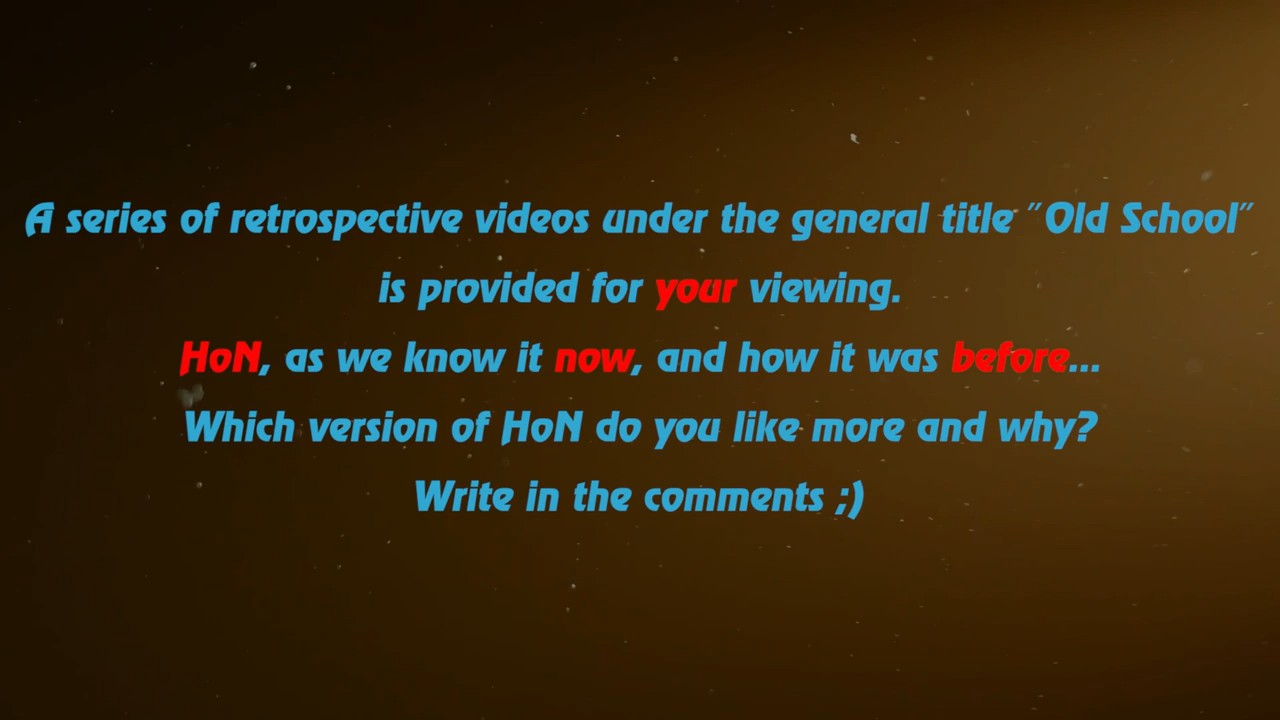 A series of retrospective videos under the general title "Old School"
is provided for your viewing.
HoN, as we know it now, and how it was before...
Which version of HoN do you like more and why?
Write in the comments ;)